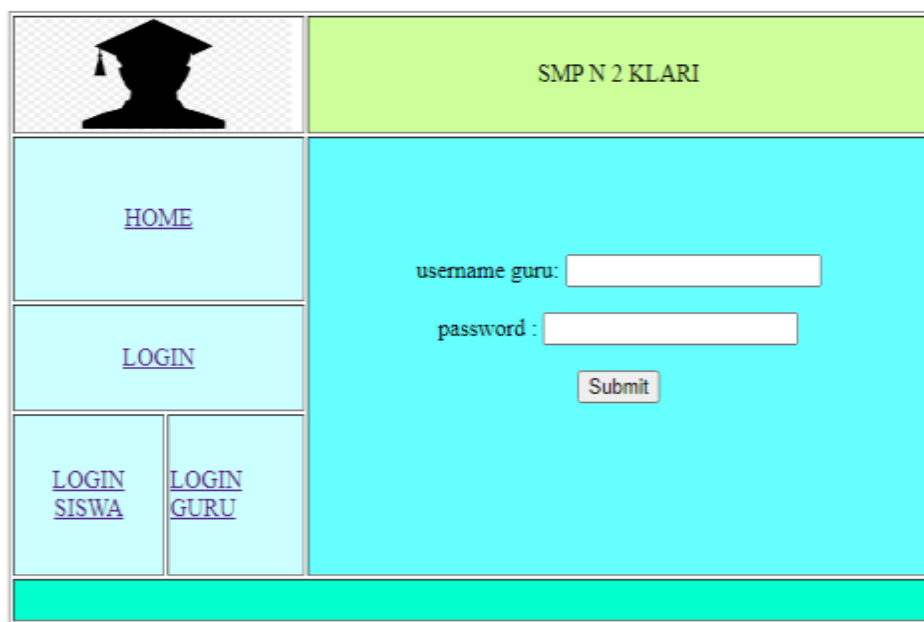 SMP N 2 KLARI
HOME
LOGIN
LOGIN
SISWA
LOGIN
GURU
username guru:
password :
Submit